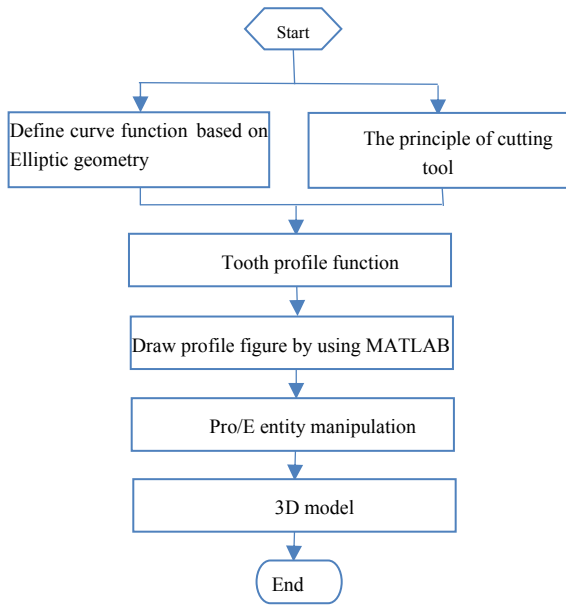 Start
Define curve function based on
Elliptic geometry
The principle of cutting
tool
Tooth profile function
Draw profile figure by using MATLAB
Pro/E entity manipulation
3D model
End